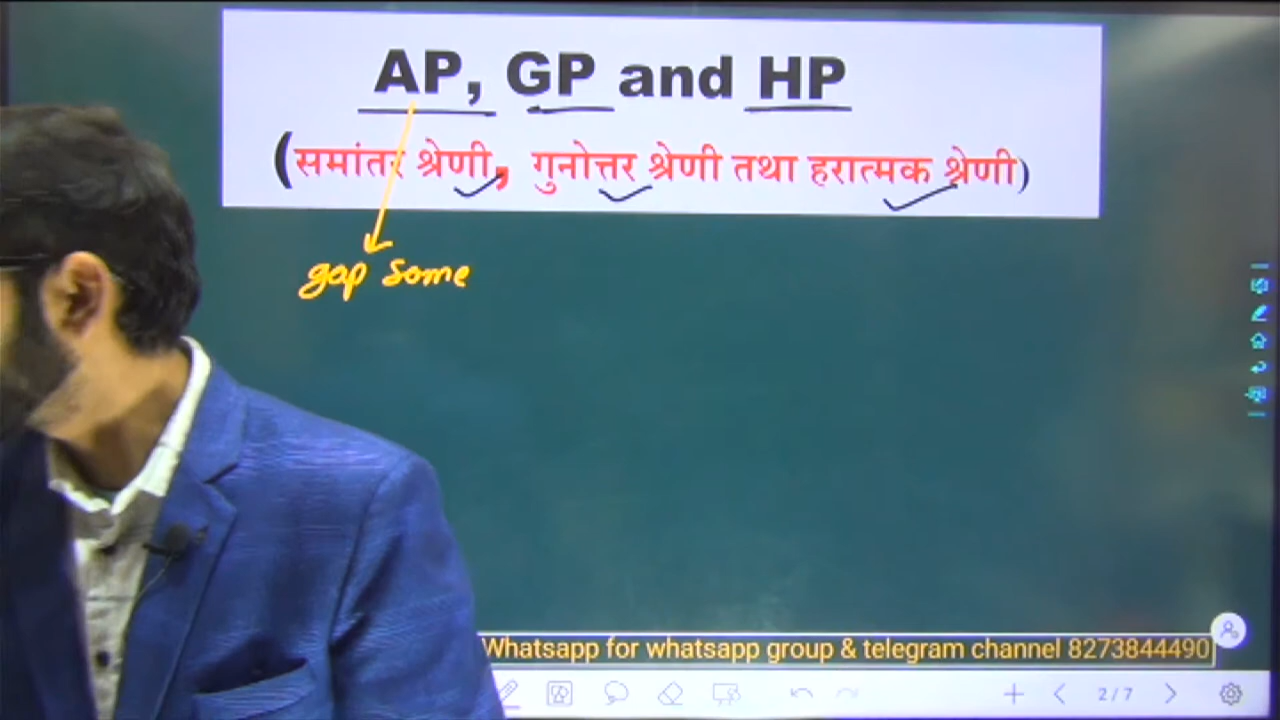 AP, GP and HP
(समांतर श्रेणी, गुनोत्तर श्रेणी तथा हरात्मक श्रेणी)
gap same
Whatsapp for whatsapp group & telegram channel 8273844490
2/7